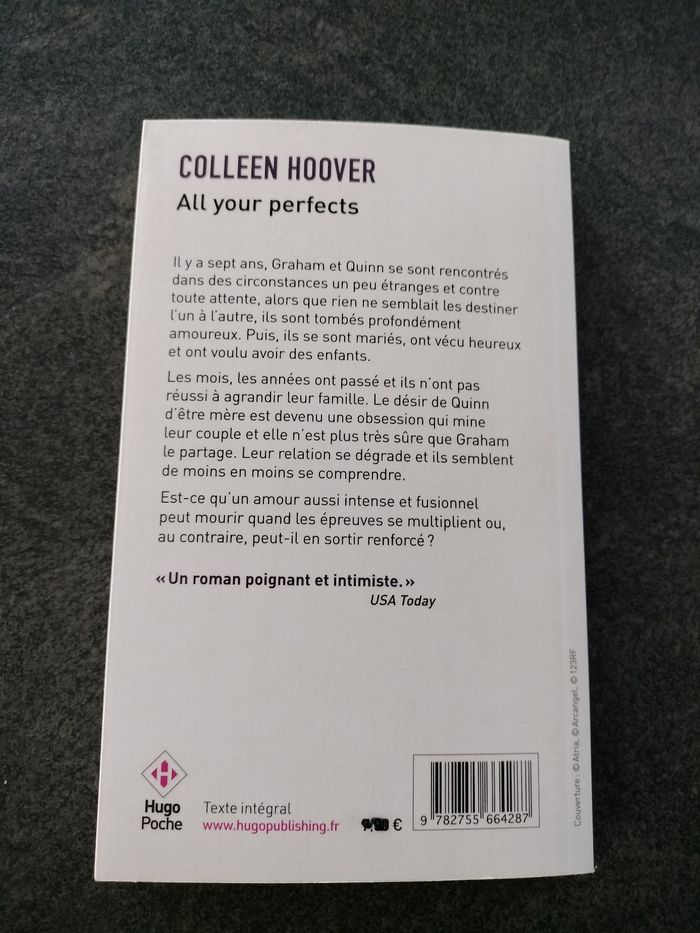 COLLEEN HOOVER
All your perfects
Il y a sept ans, Graham et Quinn se sont rencontrés
dans des circonstances un peu étranges et contre
toute attente, alors que rien ne semblait les destiner
l'un à l'autre, ils sont tombés profondément
amoureux. Puis, ils se sont mariés, ont vécu heureux
et ont voulu avoir des enfants.
Les mois, les années ont passé et ils n'ont pas
réussi à agrandir leur famille. Le désir de Quinn
d'être mère est devenu une obsession qui mine
leur couple et elle n'est plus très sûre que Graham
le partage. Leur relation se dégrade et ils semblent
de moins en moins se comprendre.
Est-ce qu'un amour aussi intense et fusionnel
peut mourir quand les épreuves se multiplient ou,
au contraire, peut-il en sortir renforcé ?
« Un roman poignant et intimiste. »
USA Today
Hugo
Poche
Texte intégral
www.hugopublishing.fr
€
9 782755 664287
Couverture : © Atria, © Arcangel, © 123RF